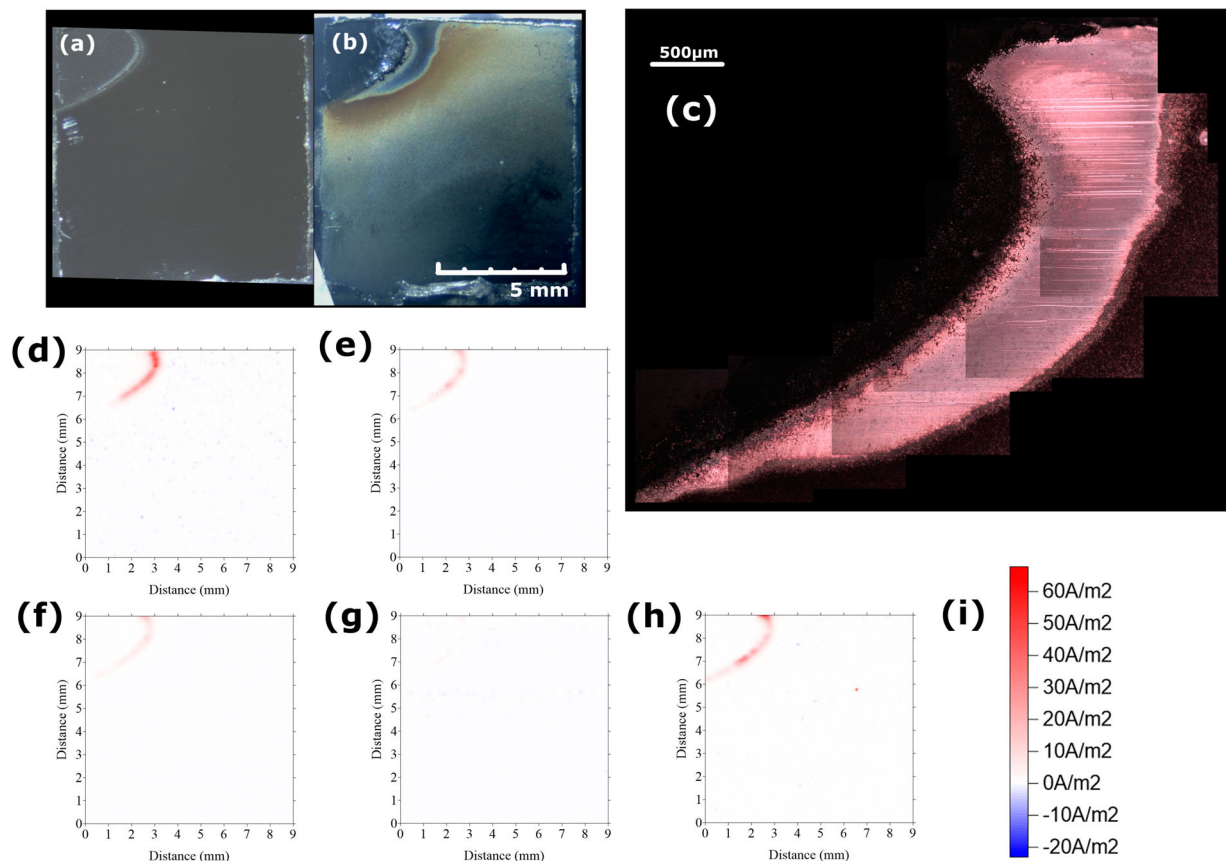 (a)
(b)
5 mm
500µm
(c)
(d)
9
8
7
6
5
4
3
2
1
0
Distance (mm)
0 1 2 3 4 5 6 7 8 9
Distance (mm)
(e)
9
8
7
6
5
4
3
2
1
0
Distance (mm)
0 1 2 3 4 5 6 7 8 9
Distance (mm)
(f)
9
8
7
6
5
4
3
2
1
0
Distance (mm)
0 1 2 3 4 5 6 7 8 9
Distance (mm)
(g)
9
8
7
6
5
4
3
2
1
0
Distance (mm)
0 1 2 3 4 5 6 7 8 9
Distance (mm)
(h)
9
8
7
6
5
4
3
2
1
0
Distance (mm)
0 1 2 3 4 5 6 7 8 9
Distance (mm)
(i)
60A/m2
50A/m2
40A/m2
30A/m2
20A/m2
10A/m2
0A/m2
-10A/m2
-20A/m2